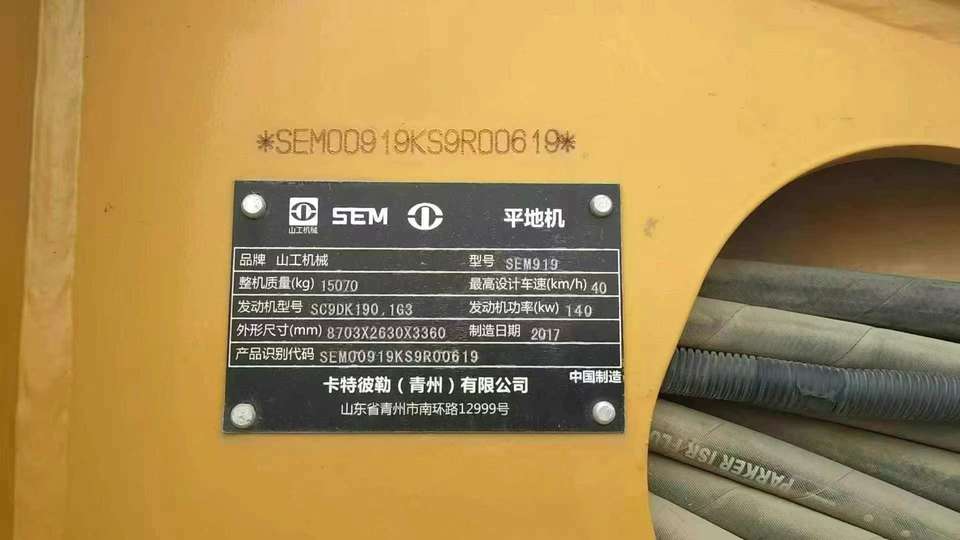 *SEM00919KS9R00619*
山工机械 SEM 平地机
品牌 山工机械 型号 SEM919
整机质量(kg) 15070 最高设计车速(km/h) 40
发动机型号 SC9DK190.1G3 发动机功率(kw) 140
外形尺寸(mm) 8703X2630X3360 制造日期 2017
产品识别代码 SEM00919KS9R00619
卡特彼勒（青州）有限公司 中国制造
山东省青州市南环路12999号
PARKER ISK